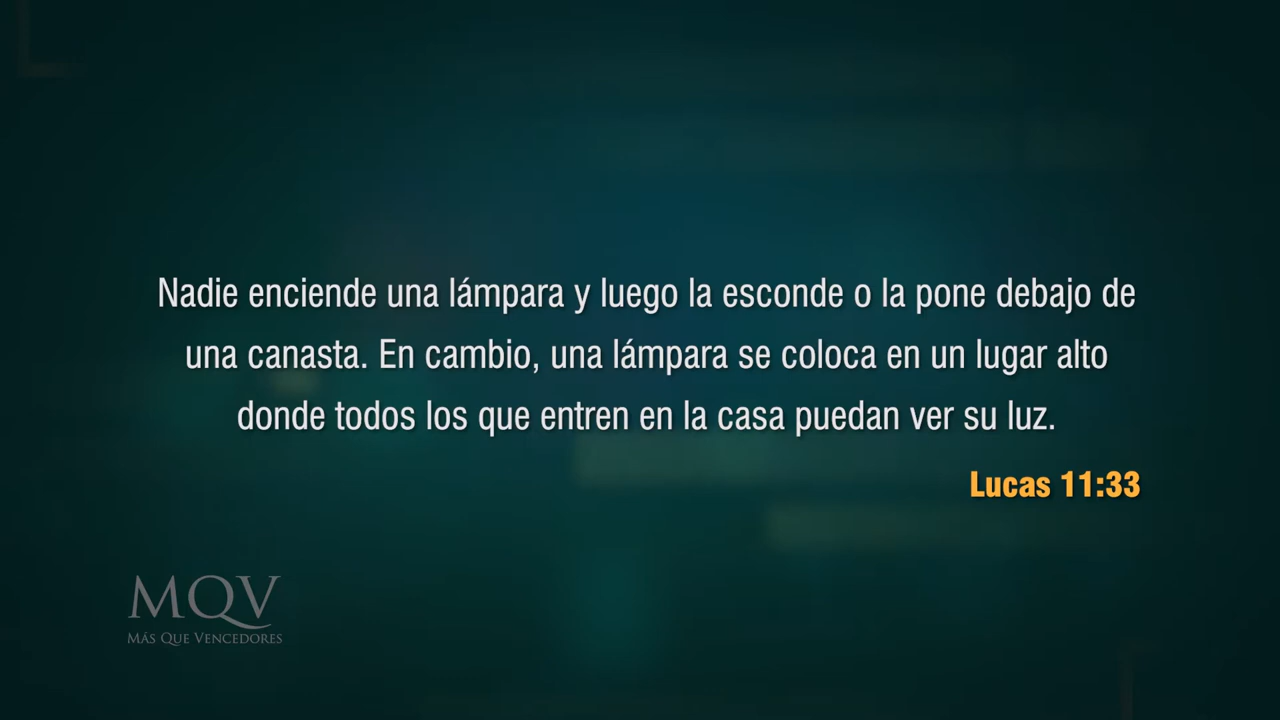 Nadie enciende una lámpara y luego la esconde o la pone debajo de
una canasta. En cambio, una lámpara se coloca en un lugar alto
donde todos los que entren en la casa puedan ver su luz.
Lucas 11:33
MQV
MÁS QUE VENCEDORES